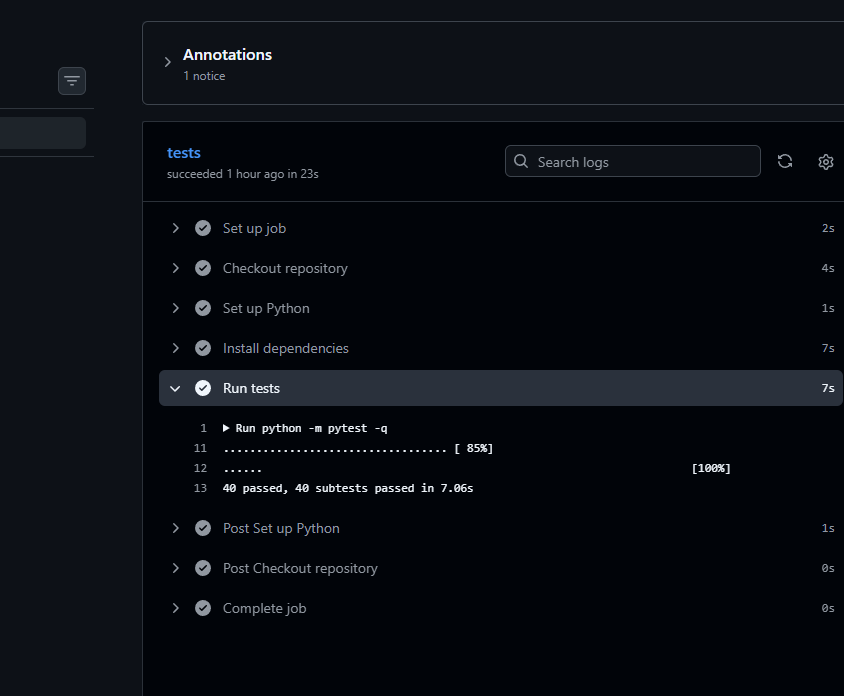 Annotations
1 notice
tests
succeeded 1 hour ago in 23s
Search logs
Set up job 2s
Checkout repository 4s
Set up Python 1s
Install dependencies 7s
Run tests 7s
1 Run python -m pytest -q
11 .................................. [ 85%]
12 ...... [100%]
13 40 passed, 40 subtests passed in 7.06s
Post Set up Python 1s
Post Checkout repository 0s
Complete job 0s